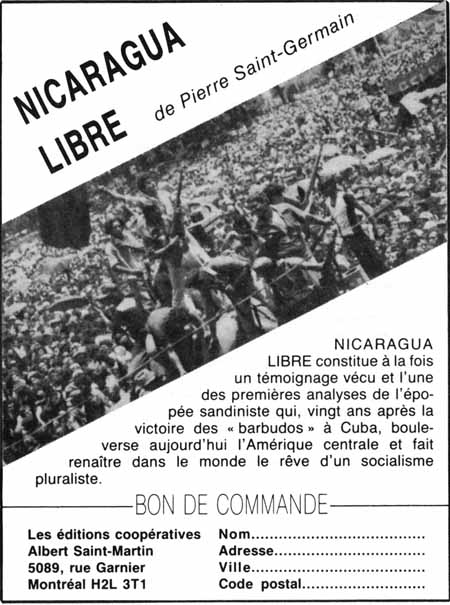 NICARAGUA
LIBRE
de Pierre Saint-Germain
NICARAGUA
LIBRE constitue à la fois
un témoignage vécu et l'une
des premières analyses de l'épo-
pée sandiniste qui, vingt ans après la
victoire des « barbudos » à Cuba, boule-
verse aujourd'hui l'Amérique centrale et fait
renaître dans le monde le rêve d'un socialisme
pluraliste.
BON DE COMMANDE
Les éditions coopératives
Albert Saint-Martin
5089, rue Garnier
Montréal H2L 3T1
Nom.......................................
Adresse..................................
Ville.......................................
Code postal............................